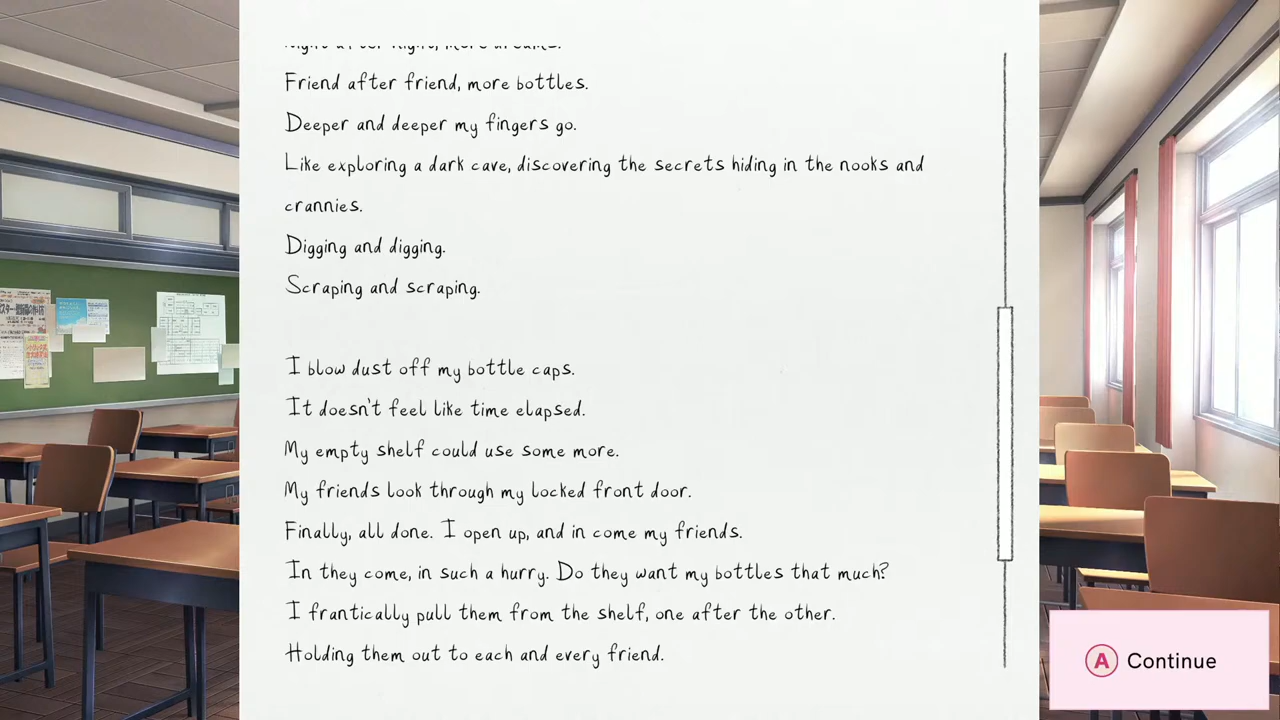 Night after night, more dreams.
Friend after friend, more bottles.
Deeper and deeper my fingers go.
Like exploring a dark cave, discovering the secrets hiding in the nooks and
crannies.
Digging and digging.
Scraping and scraping.
I blow dust off my bottle caps.
It doesn't feel like time elapsed.
My empty shelf could use some more.
My friends look through my locked front door.
Finally, all done. I open up, and in come my friends.
In they come, in such a hurry. Do they want my bottles that much?
I frantically pull them from the shelf, one after the other.
Holding them out to each and every friend.
A Continue